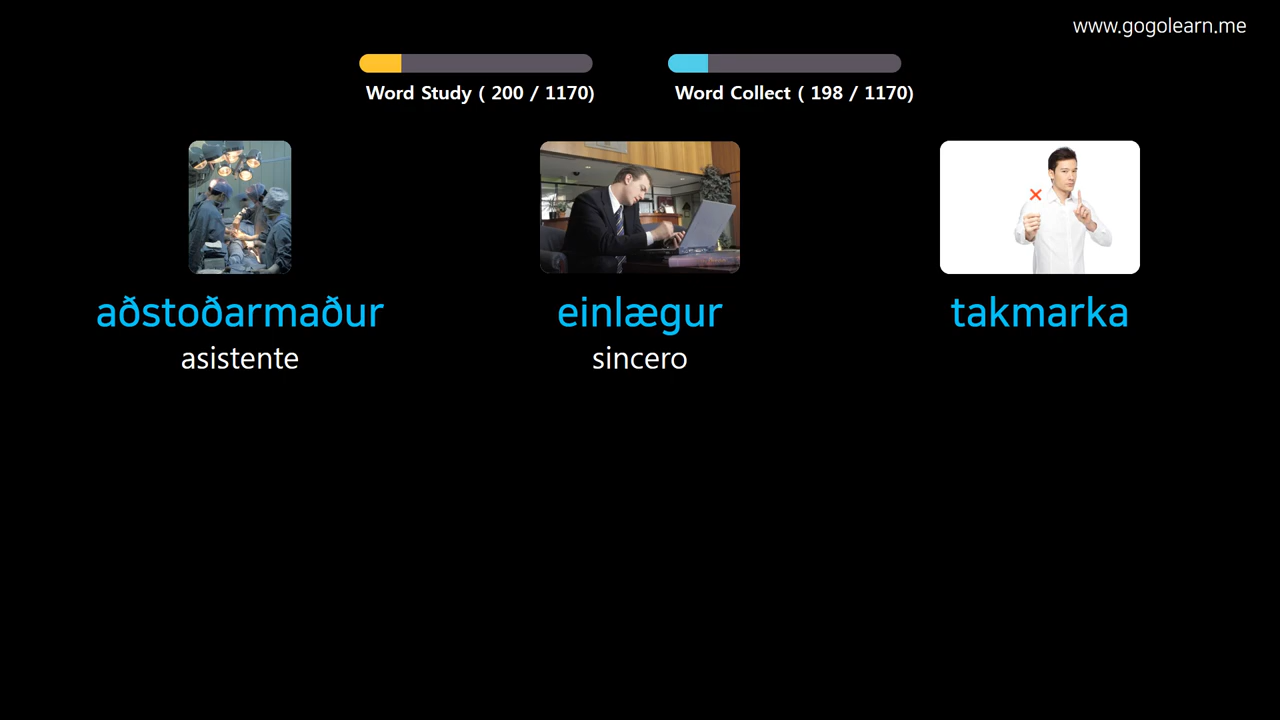 www.gogolearn.me
Word Study ( 200 / 1170)
Word Collect ( 198 / 1170)
aðstoðarmaður
asistente
einlægur
sincero
takmarka